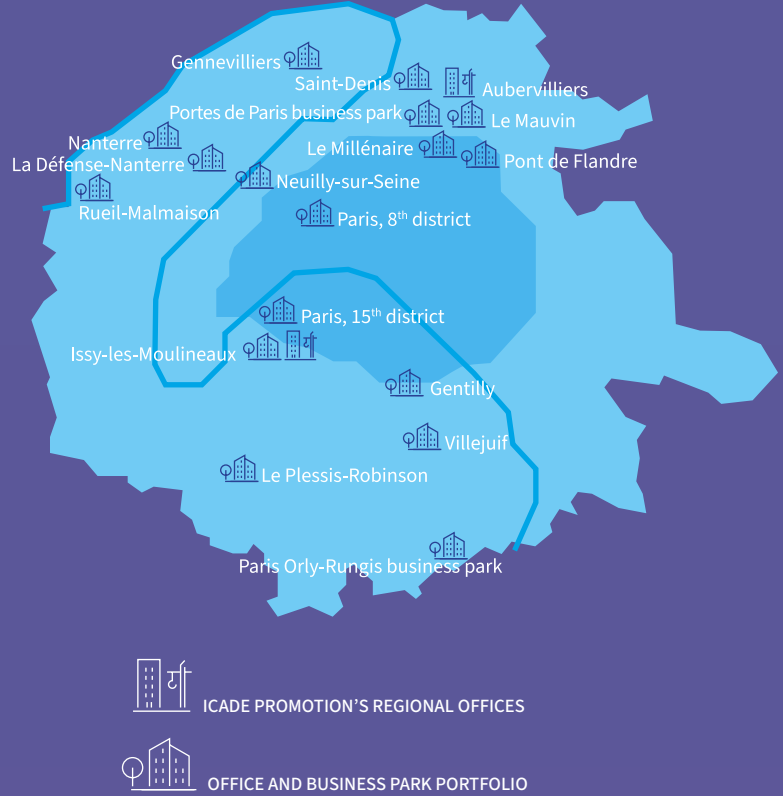 Gennevilliers
Saint-Denis
Aubervilliers
Portes de Paris business park
Le Mauvin
Nanterre
Le Millénaire
Pont de Flandre
La Défense-Nanterre
Neuilly-sur-Seine
Rueil-Malmaison
Paris, 8th district
Paris, 15th district
Issy-les-Moulineaux
Gentilly
Villejuif
Le Plessis-Robinson
Paris Orly-Rungis business park
ICADE PROMOTION'S REGIONAL OFFICES
OFFICE AND BUSINESS PARK PORTFOLIO